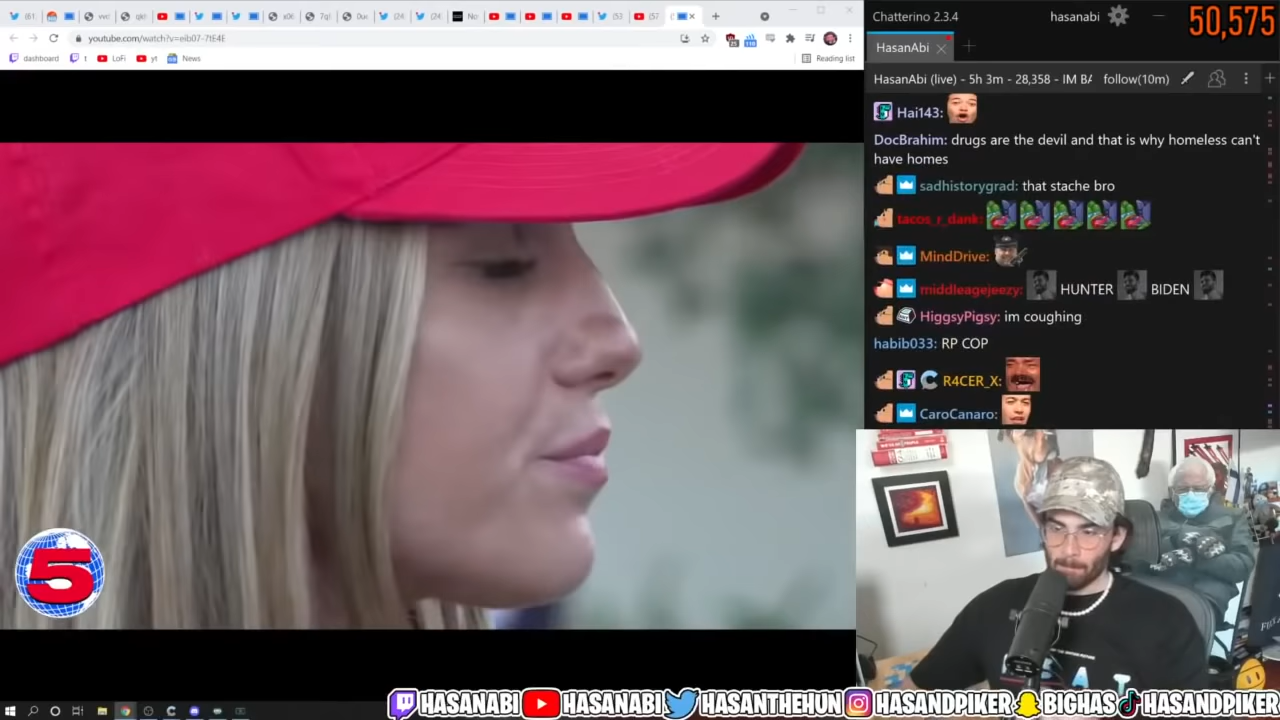 youtube.com/watch?v=eib07-7tE4E
dashboard
t
LoFi
yt
News
Reading list
5
Chatterino 2.3.4
hasanabi
50,575
HasanAbi
HasanAbi (live) - 5h 3m - 28,358 - IM BA
follow(10m)
Hai143:
DocBrahim: drugs are the devil and that is why homeless can't
have homes
sadhistorygrad: that stache bro
tacos_r_dank:
MindDrive:
middleagejeezy: HUNTER BIDEN
HiggsyPigsy: im coughing
habib033: RP COP
R4CER_X:
CaroCanaro:
HASANABI HASANABI HASANTHEHUN HASANDPIKER BIGHAS HASANDPIKER